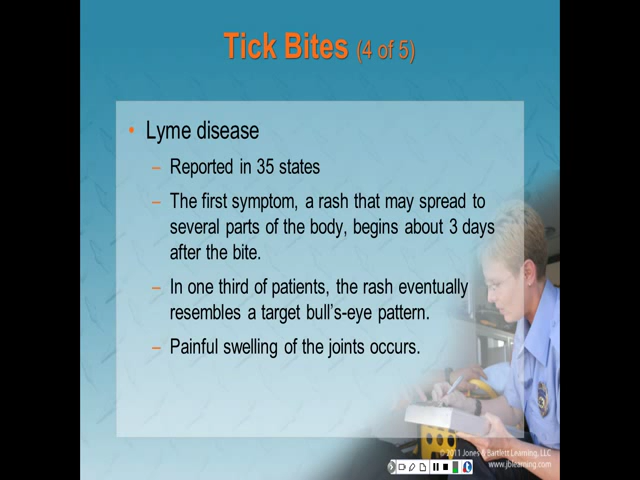 Tick Bites (4 of 5)
• Lyme disease
– Reported in 35 states
– The first symptom, a rash that may spread to
several parts of the body, begins about 3 days
after the bite.
– In one third of patients, the rash eventually
resembles a target bull’s-eye pattern.
– Painful swelling of the joints occurs.
© 2011 Jones & Bartlett Learning, LLC
www.jblearning.com